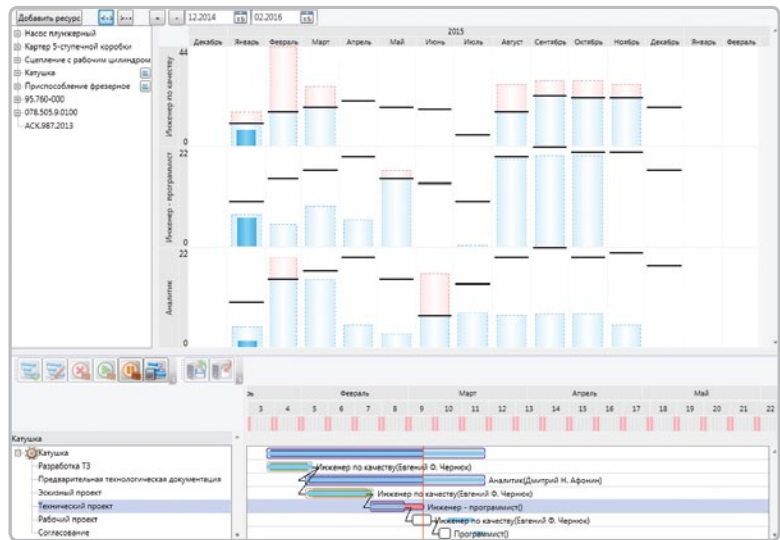 Добавить ресурс <-> >--< + - 12.2014 15 02.2016 15
Насос плунжерный
Картер 5-ступечной коробки
Сцепление с рабочим цилиндром
Катушка
Приспособление фрезерное
95.760-000
078.505.9.0100
АСК.987.2013
2015
Декабрь Январь Февраль Март Апрель Май Июнь Июль Август Сентябрь Октябрь Ноябрь Декабрь Январь Февраль
44
Инженер по качеству
0
22
Инженер - программист
0
22
Аналитик
0
Февраль Март Апрель Май
3 4 5 6 7 8 9 10 11 12 13 14 15 16 17 18 19 20 21 22
Катушка
Катушка
Разработка ТЗ Инженер по качеству(Евгений Ф. Чернюк)
Предварительная технологическая документация Аналитик(Дмитрий Н. Афонин)
Эскизный проект Инженер по качеству(Евгений Ф. Чернюк)
Технический проект Инженер - программист()
Рабочий проект Инженер по качеству(Евгений Ф. Чернюк)
Согласование Программист()